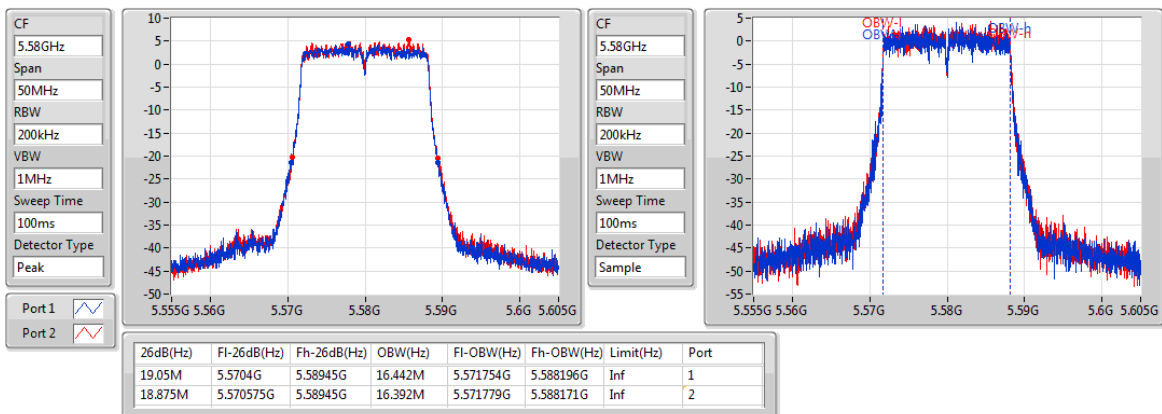 CF
5.58GHz
Span
50MHz
RBW
200kHz
VBW
1MHz
Sweep Time
100ms
Detector Type
Peak
Port 1
Port 2
10
5
0
-5
-10
-15
-20
-25
-30
-35
-40
-45
-50
5.555G 5.56G 5.57G 5.58G 5.59G 5.6G 5.605G
CF
5.58GHz
Span
50MHz
RBW
200kHz
VBW
1MHz
Sweep Time
100ms
Detector Type
Sample
5
0
-5
-10
-15
-20
-25
-30
-35
-40
-45
-50
-55
OBW-l
OBW-h
5.555G 5.56G 5.57G 5.58G 5.59G 5.6G 5.605G
26dB(Hz) Fl-26dB(Hz) Fh-26dB(Hz) OBW(Hz) Fl-OBW(Hz) Fh-OBW(Hz) Limit(Hz) Port
19.05M 5.5704G 5.58945G 16.442M 5.571754G 5.588196G Inf 1
18.875M 5.570575G 5.58945G 16.392M 5.571779G 5.588171G Inf 2